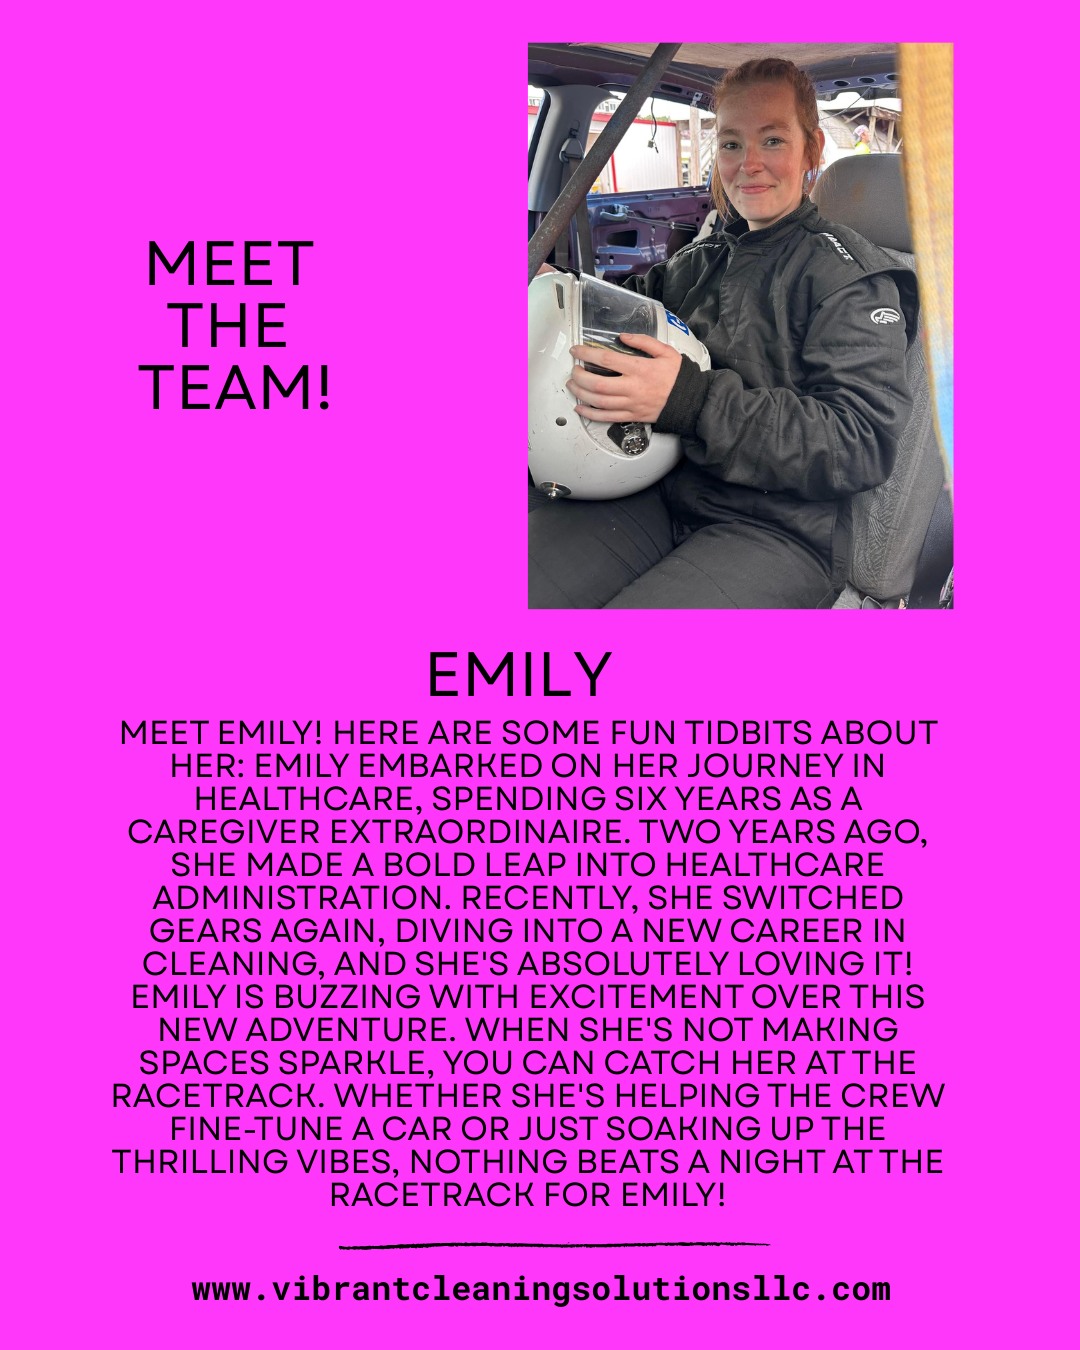 MEET
THE
TEAM!
EMILY
MEET EMILY! HERE ARE SOME FUN TIDBITS ABOUT
HER: EMILY EMBARKED ON HER JOURNEY IN
HEALTHCARE, SPENDING SIX YEARS AS A
CAREGIVER EXTRAORDINAIRE. TWO YEARS AGO,
SHE MADE A BOLD LEAP INTO HEALTHCARE
ADMINISTRATION. RECENTLY, SHE SWITCHED
GEARS AGAIN, DIVING INTO A NEW CAREER IN
CLEANING, AND SHE'S ABSOLUTELY LOVING IT!
EMILY IS BUZZING WITH EXCITEMENT OVER THIS
NEW ADVENTURE. WHEN SHE'S NOT MAKING
SPACES SPARKLE, YOU CAN CATCH HER AT THE
RACETRACK. WHETHER SHE'S HELPING THE CREW
FINE-TUNE A CAR OR JUST SOAKING UP THE
THRILLING VIBES, NOTHING BEATS A NIGHT AT THE
RACETRACK FOR EMILY!
www.vibrantcleaningsolutionsllc.com